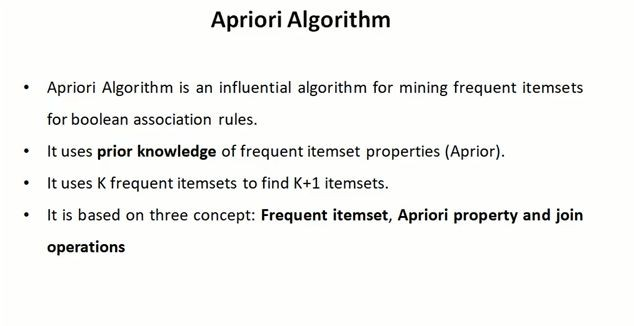 Apriori Algorithm
• Apriori Algorithm is an influential algorithm for mining frequent itemsets
for boolean association rules.
• It uses prior knowledge of frequent itemset properties (Aprior).
• It uses K frequent itemsets to find K+1 itemsets.
• It is based on three concept: Frequent itemset, Apriori property and join
operations